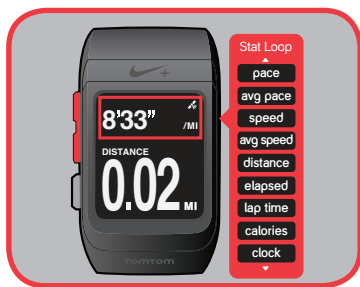 8'33"
/MI
DISTANCE
0.02 MI
TOMTOM
Stat Loop
pace
avg pace
speed
avg speed
distance
elapsed
lap time
calories
clock